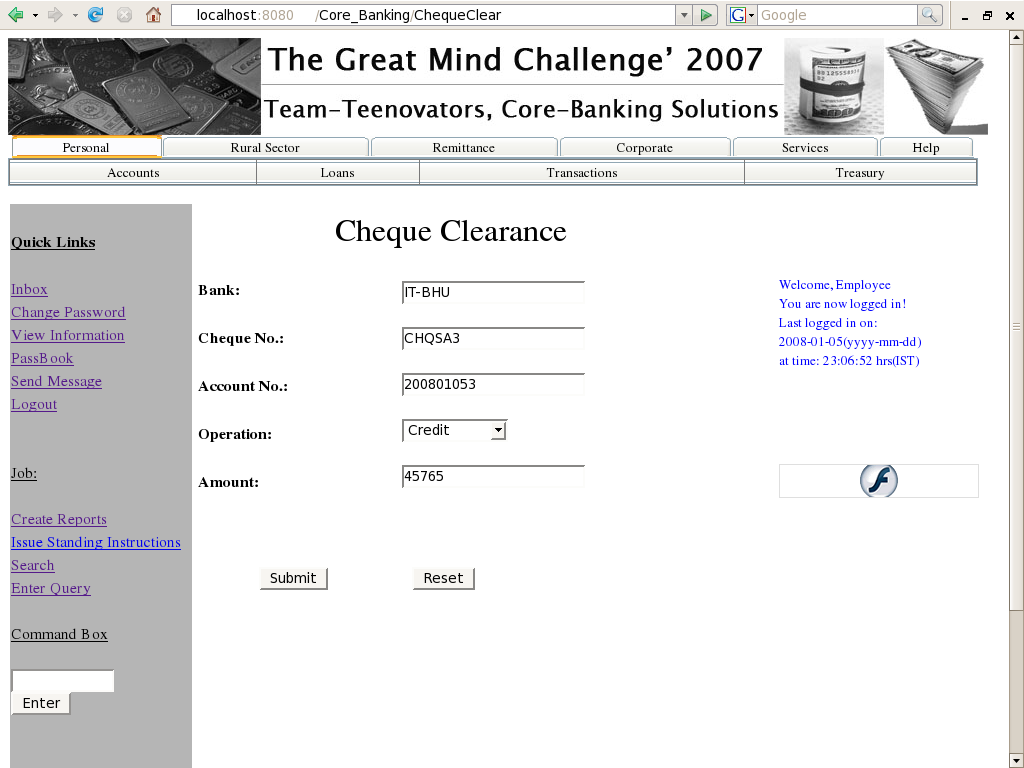 localhost:8080 /Core_Banking/ChequeClear
Google
The Great Mind Challenge' 2007
Team-Teenovators, Core-Banking Solutions
Personal Rural Sector Remittance Corporate Services Help
Accounts Loans Transactions Treasury
Quick Links
Inbox
Change Password
View Information
PassBook
Send Message
Logout
Job:
Create Reports
Issue Standing Instructions
Search
Enter Query
Command Box
Enter
Cheque Clearance
Bank: IT-BHU
Cheque No.: CHQSA3
Account No.: 200801053
Operation: Credit
Amount: 45765
Submit Reset
Welcome, Employee
You are now logged in!
Last logged in on:
2008-01-05(yyyy-mm-dd)
at time: 23:06:52 hrs(IST)